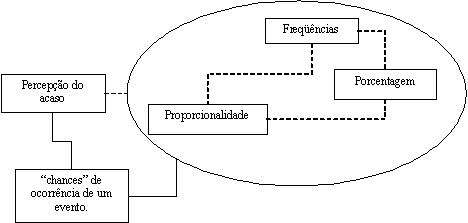 Freqüências
Porcentagem
Percepção do
acaso
Proporcionalidade
“chances” de
ocorrência de um
evento.